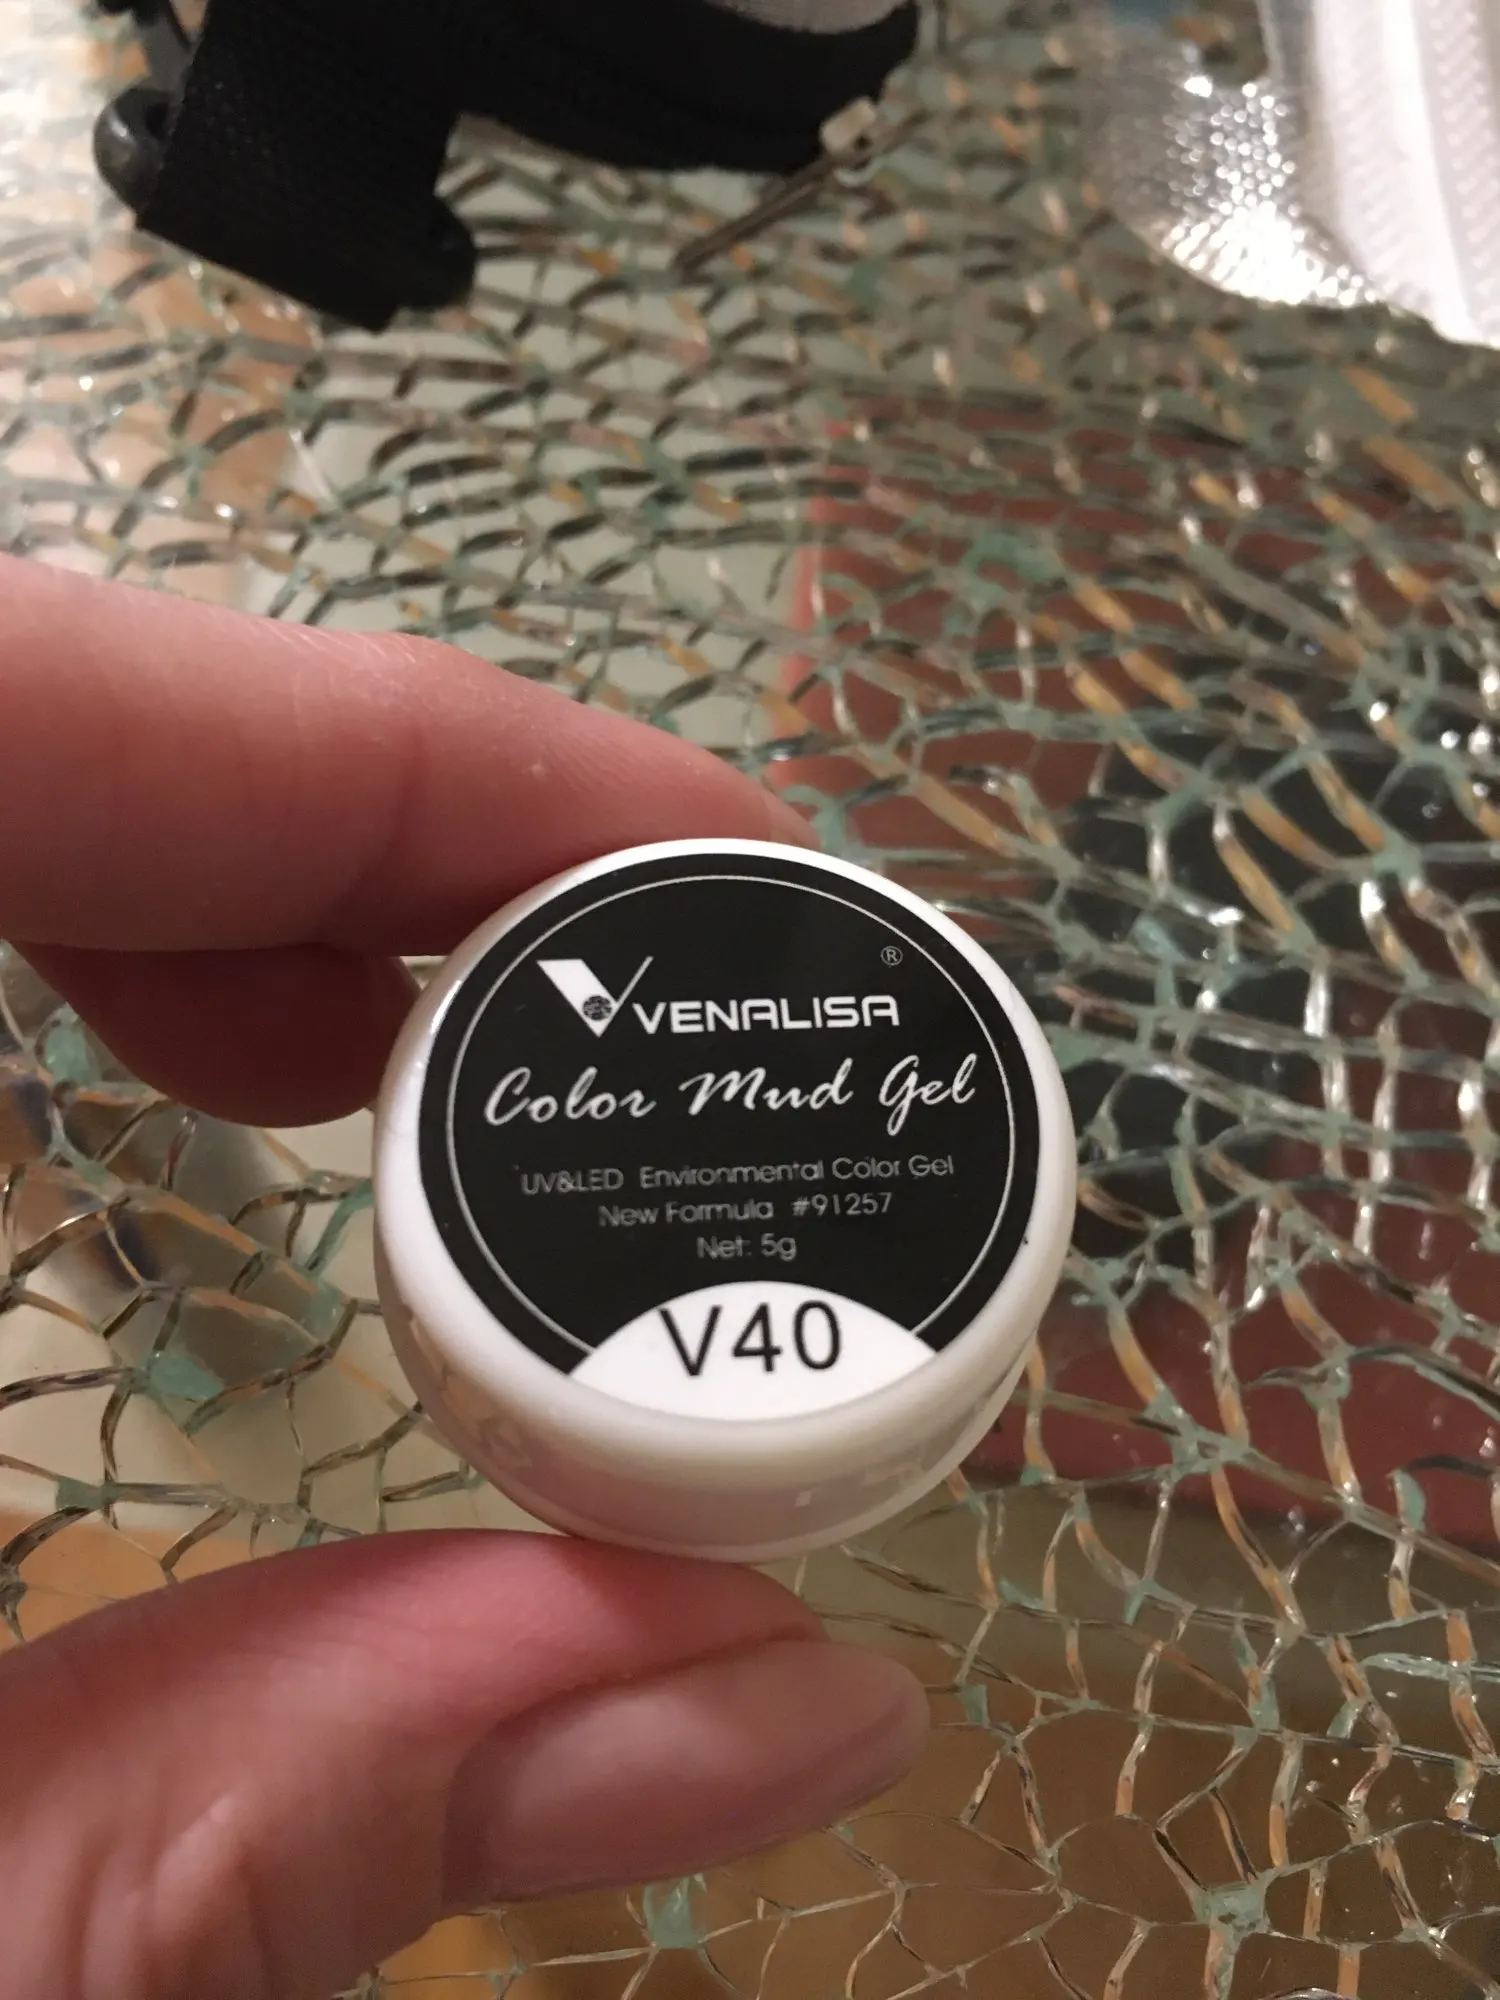 VENALISA ®
Color Mud Gel
UV&LED Environmental Color Gel
New Formula #91257
Net: 5g
V40